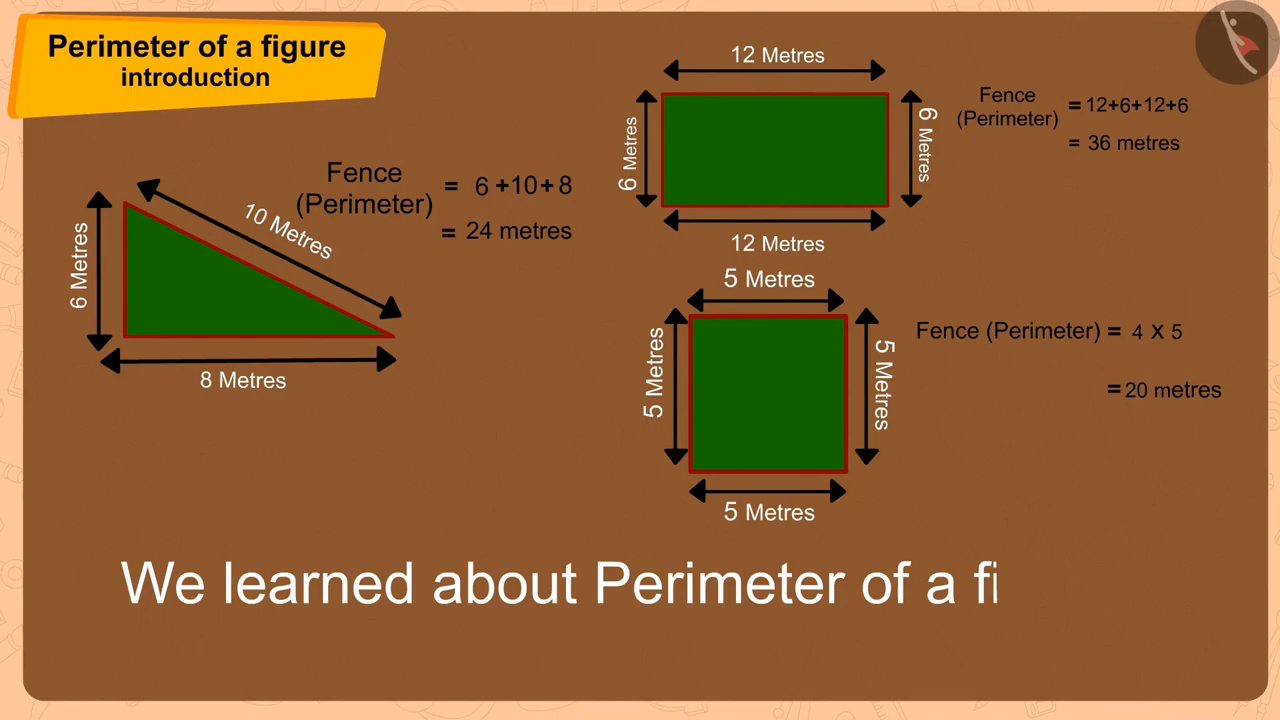 Perimeter of a figure
introduction
6 Metres
10 Metres
8 Metres
Fence
(Perimeter)
= 6 +10+ 8
= 24 metres
12 Metres
6 Metres
6 Metres
12 Metres
Fence
(Perimeter)
= 12+6+12+6
= 36 metres
5 Metres
5 Metres
5 Metres
5 Metres
Fence (Perimeter) = 4 x 5
= 20 metres
We learned about Perimeter of a fi